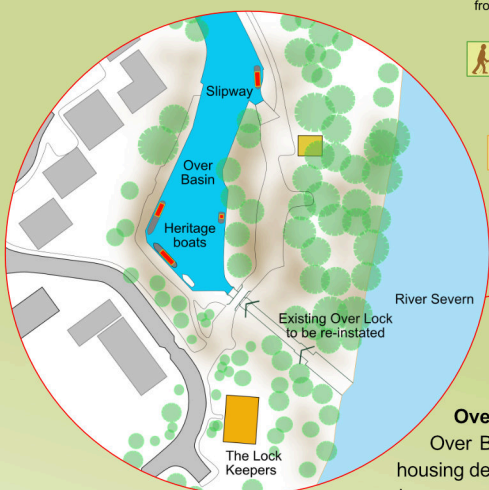 fro
Slipway
Over
Basin
Heritage
boats
River Severn
Existing Over Lock
to be re-instated
The Lock
Keepers
Ove
Over B
housing de